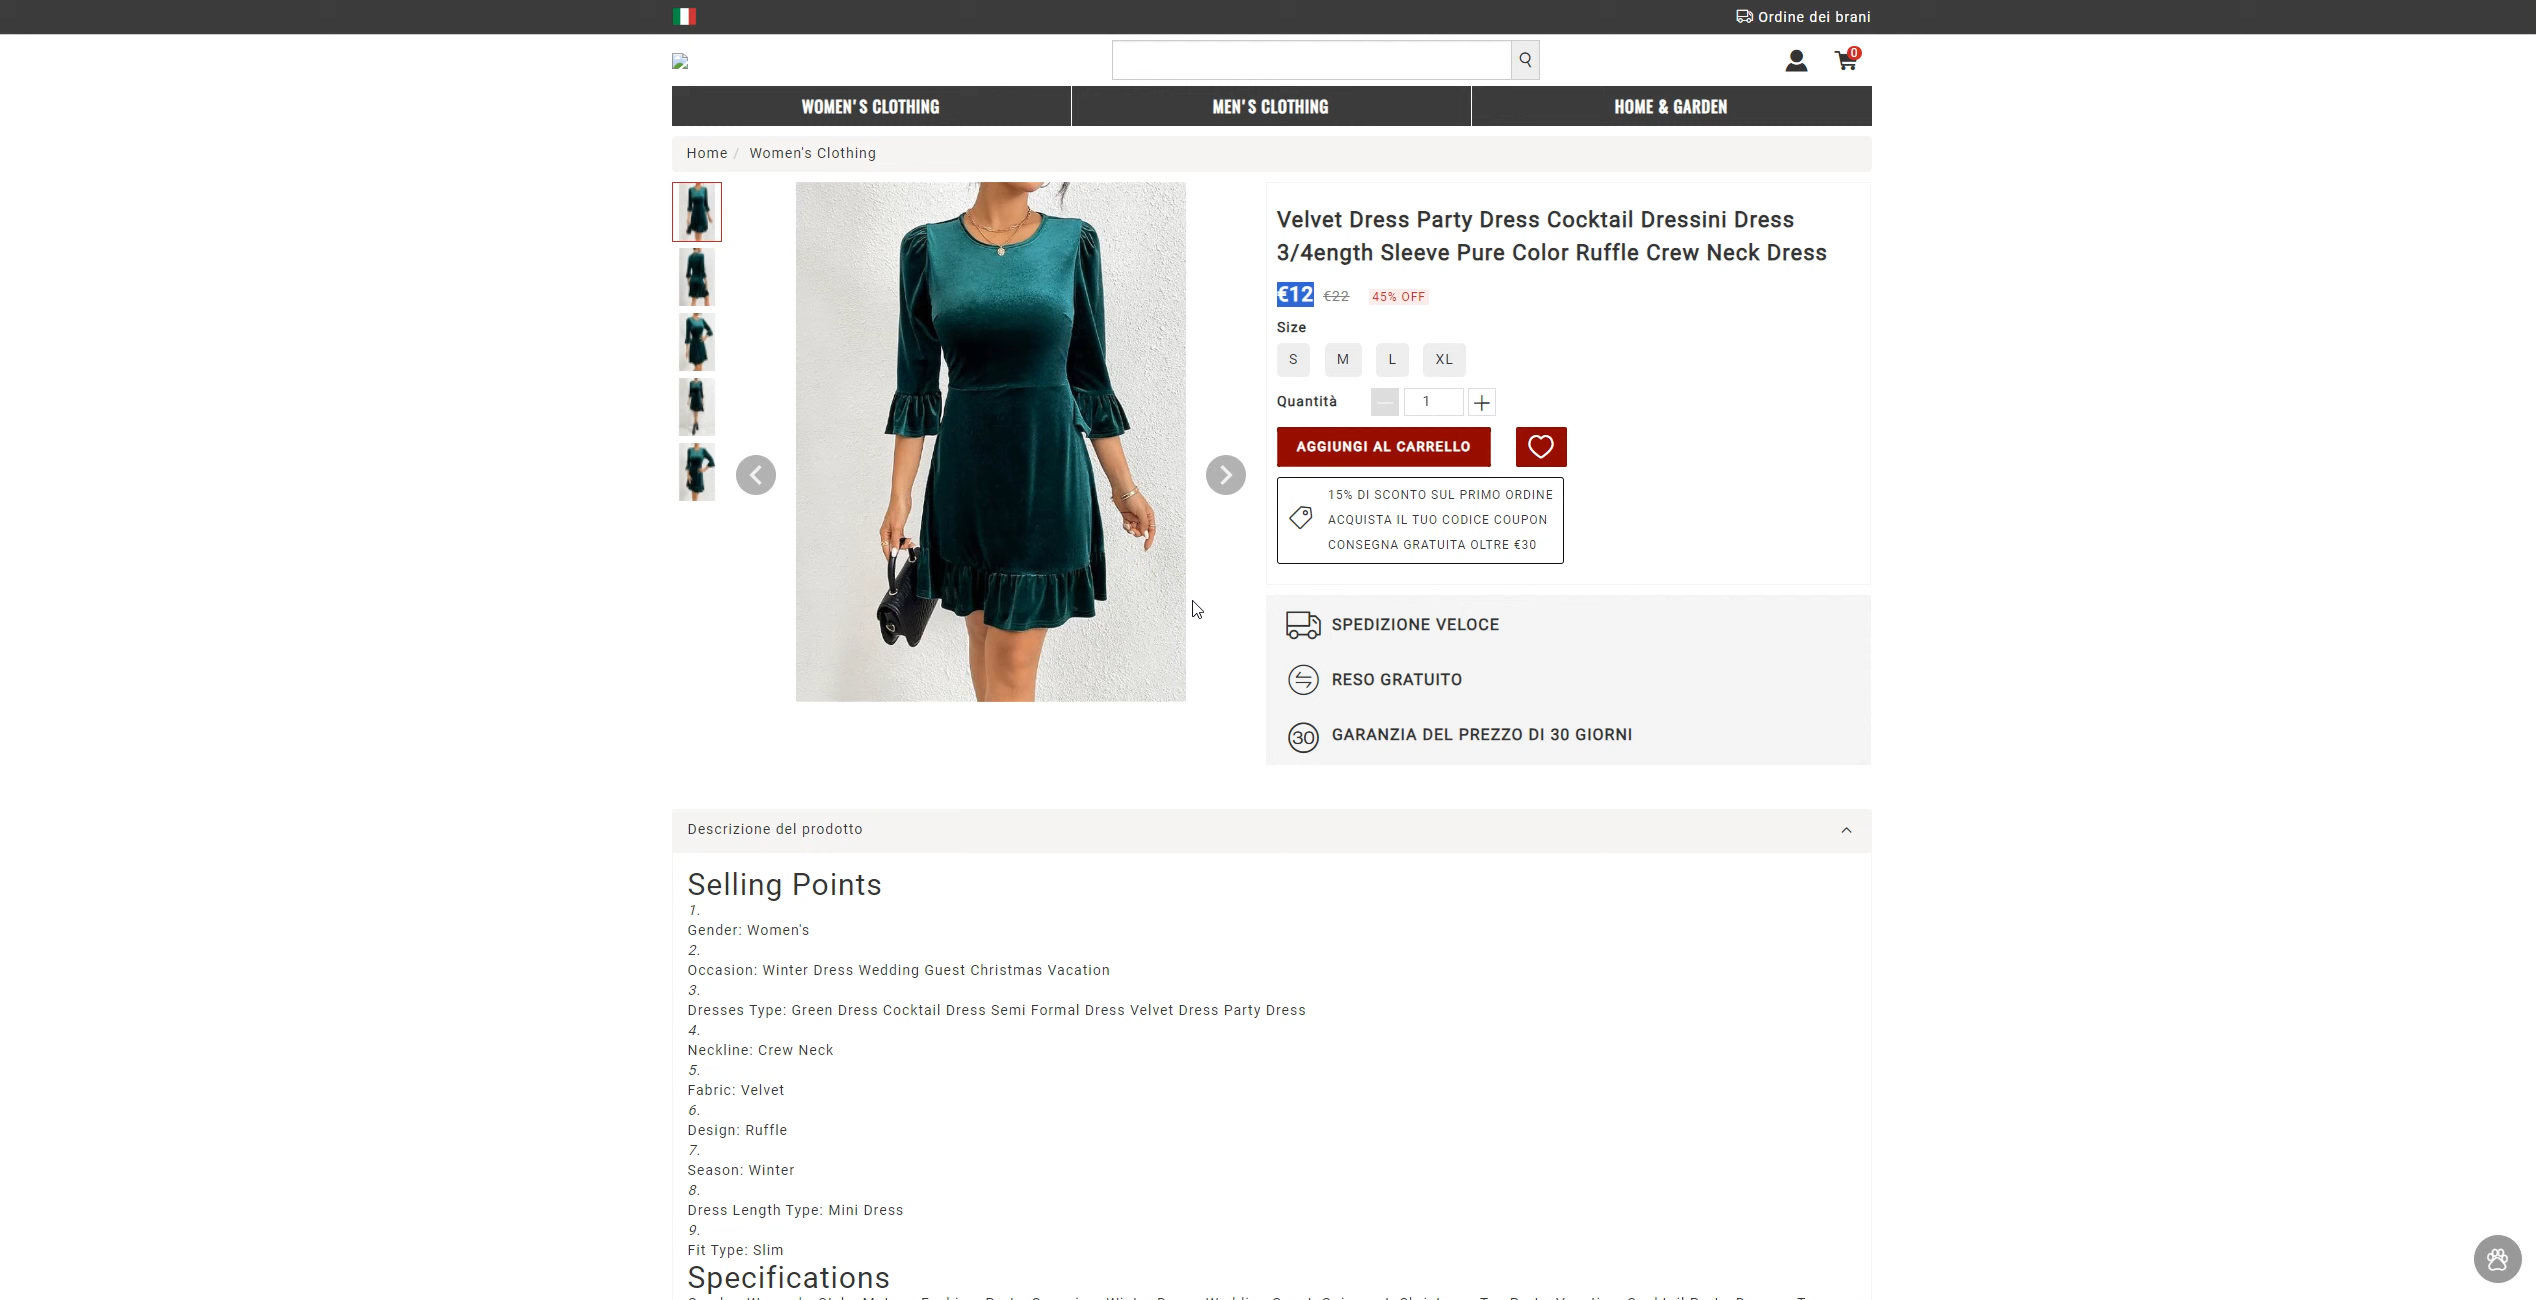 Ordine dei brani
0
WOMEN'S CLOTHING
MEN'S CLOTHING
HOME & GARDEN
Home / Women's Clothing
Velvet Dress Party Dress Cocktail Dressini Dress
3/4ength Sleeve Pure Color Ruffle Crew Neck Dress
€12 €22 45% OFF
Size
S M L XL
Quantità 1
AGGIUNGI AL CARRELLO
15% DI SCONTO SUL PRIMO ORDINE
ACQUISTA IL TUO CODICE COUPON
CONSEGNA GRATUITA OLTRE €30
SPEDIZIONE VELOCE
RESO GRATUITO
30 GARANZIA DEL PREZZO DI 30 GIORNI
Descrizione del prodotto
Selling Points
1.
Gender: Women's
2.
Occasion: Winter Dress Wedding Guest Christmas Vacation
3.
Dresses Type: Green Dress Cocktail Dress Semi Formal Dress Velvet Dress Party Dress
4.
Neckline: Crew Neck
5.
Fabric: Velvet
6.
Design: Ruffle
7.
Season: Winter
8.
Dress Length Type: Mini Dress
9.
Fit Type: Slim
Specifications